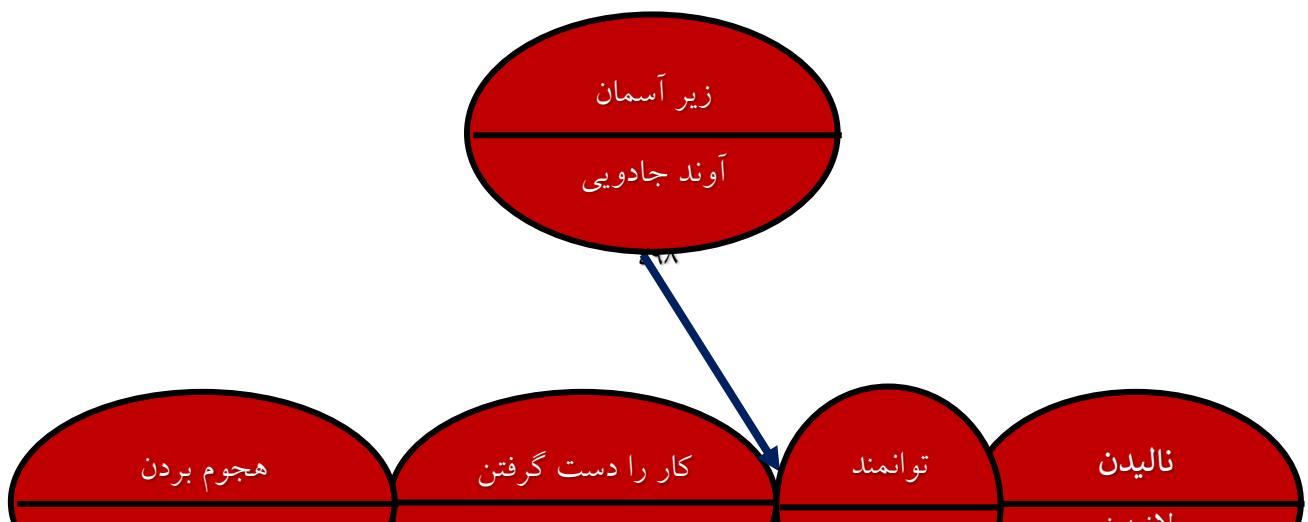 زیر آسمان
آوند جادویی
نالیدن
توانمند
کار را دست گرفتن
هجوم بردن